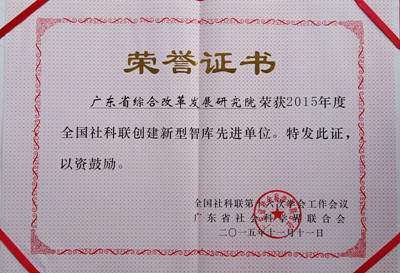 荣誉证书
广东省综合改革发展研究院荣获2015年度
全国社科联创建新型智库先进单位。特发此证,
以资鼓励。
全国社科联第十六次学会工作会议
广东省社会科学界联合会
二〇一五年十一月十一日